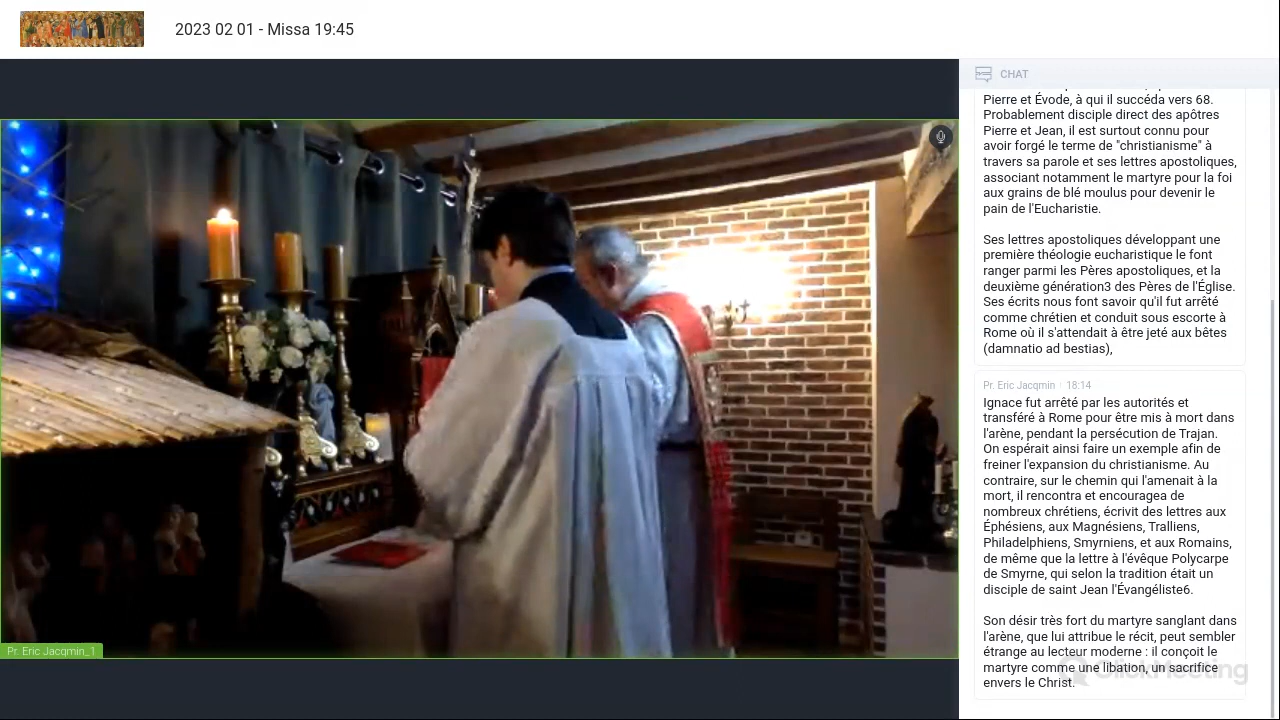 2023 02 01 - Missa 19:45
CHAT
Pierre et Évode, à qui il succéda vers 68.
Probablement disciple direct des apôtres
Pierre et Jean, il est surtout connu pour
avoir forgé le terme de "christianisme" à
travers sa parole et ses lettres apostoliques,
associant notamment le martyre pour la foi
aux grains de blé moulus pour devenir le
pain de l'Eucharistie.
Ses lettres apostoliques développant une
première théologie eucharistique le font
ranger parmi les Pères apostoliques, et la
deuxième génération3 des Pères de l'Église.
Ses écrits nous font savoir qu'il fut arrêté
comme chrétien et conduit sous escorte à
Rome où il s'attendait à être jeté aux bêtes
(damnatio ad bestias),
Pr. Eric Jacqmin 18:14
Ignace fut arrêté par les autorités et
transféré à Rome pour être mis à mort dans
l'arène, pendant la persécution de Trajan.
On espérait ainsi faire un exemple afin de
freiner l'expansion du christianisme. Au
contraire, sur le chemin qui l'amenait à la
mort, il rencontra et encouragea de
nombreux chrétiens, écrivit des lettres aux
Éphésiens, aux Magnésiens, Tralliens,
Philadelphiens, Smyrniens, et aux Romains,
de même que la lettre à l'évêque Polycarpe
de Smyrne, qui selon la tradition était un
disciple de saint Jean l'Évangéliste6.
Son désir très fort du martyre sanglant dans
l'arène, que lui attribue le récit, peut sembler
étrange au lecteur moderne : il conçoit le
martyre comme une libation, un sacrifice
envers le Christ.
ClickMeeting
Pr. Eric Jacqmin_1